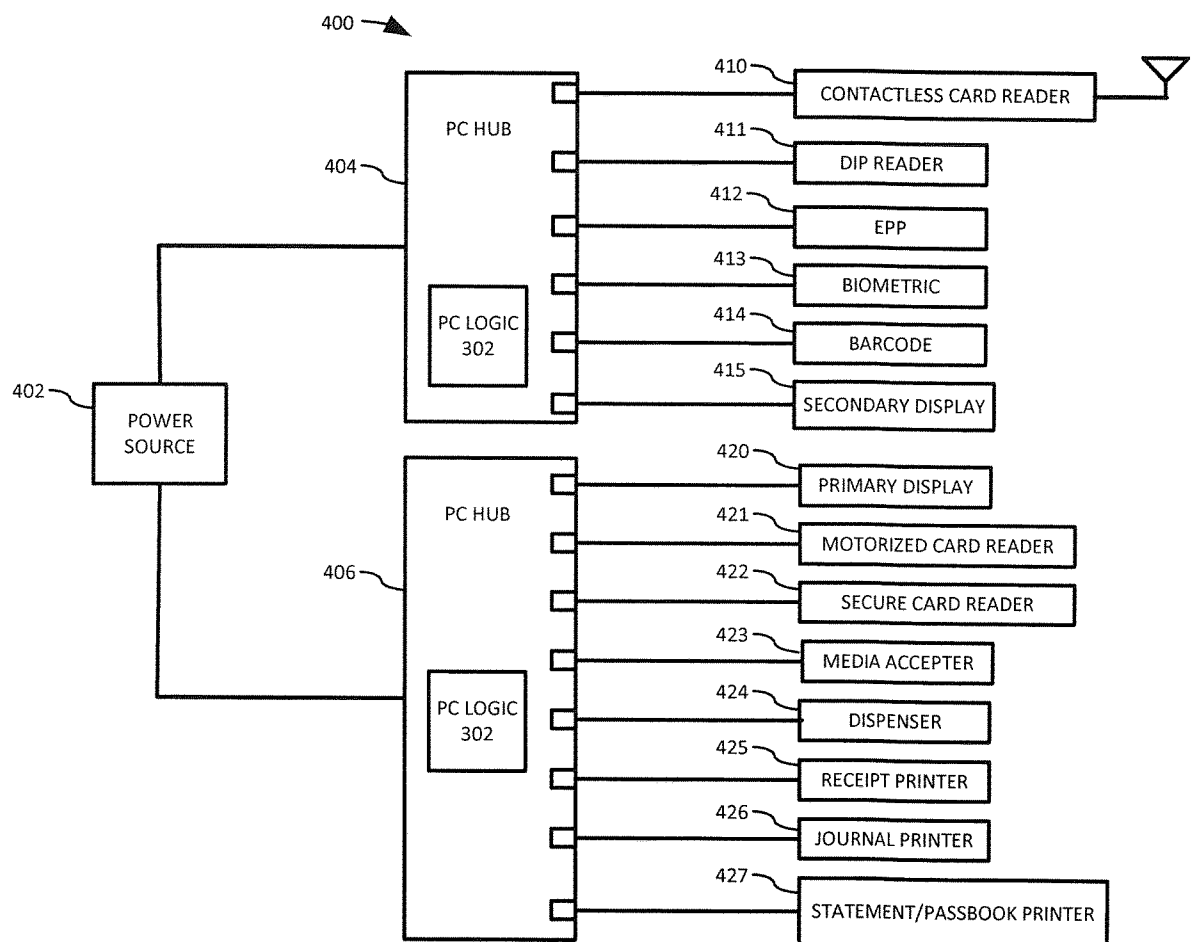 400
410
CONTACTLESS CARD READER
PC HUB
411
404
DIP READER
412
EPP
413
BIOMETRIC
PC LOGIC
302
414
BARCODE
402
415
SECONDARY DISPLAY
POWER
SOURCE
420
PRIMARY DISPLAY
PC HUB
421
MOTORIZED CARD READER
406
422
SECURE CARD READER
423
MEDIA ACCEPTER
PC LOGIC
302
424
DISPENSER
425
RECEIPT PRINTER
426
JOURNAL PRINTER
427
STATEMENT/PASSBOOK PRINTER